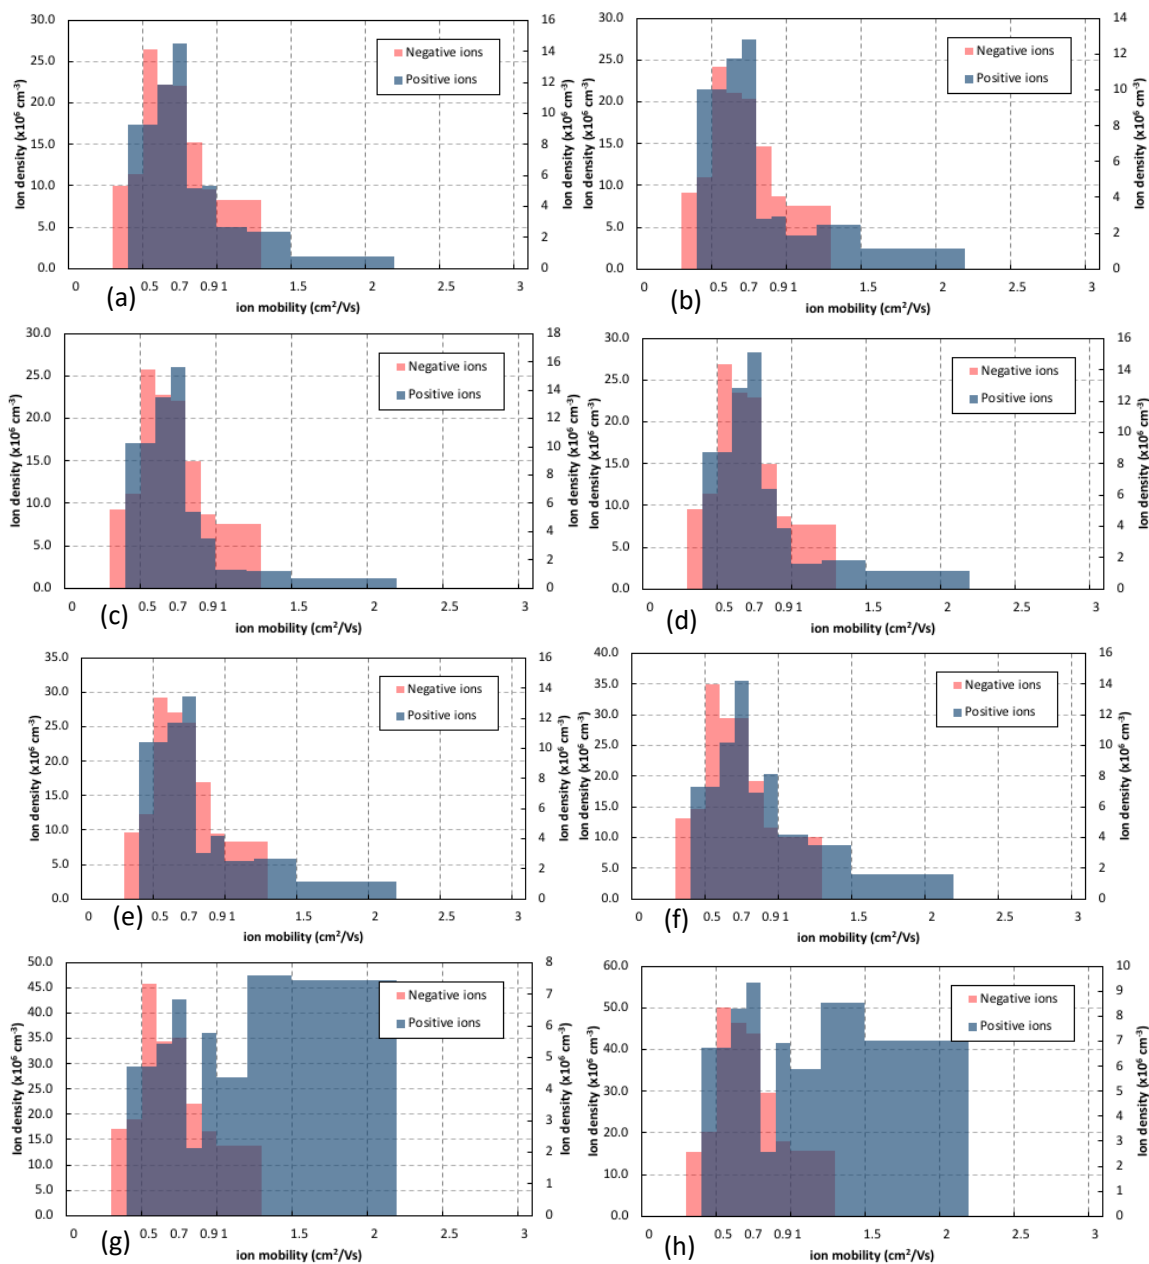 Ion density (x10⁶ cm⁻³)
30.0
25.0
20.0
15.0
10.0
5.0
0.0
Negative ions
Positive ions
16
14
12
10
8
6
4
2
0
Ion density (x10⁶ cm⁻³)
0 0.5 0.7 0.9 1 1.5 2 2.5 3
(a)
ion mobility (cm²/Vs)
Ion density (x10⁶ cm⁻³)
30.0
25.0
20.0
15.0
10.0
5.0
0.0
Negative ions
Positive ions
14
12
10
8
6
4
2
0
Ion density (x10⁶ cm⁻³)
0 0.5 0.7 0.9 1 1.5 2 2.5 3
(b)
ion mobility (cm²/Vs)
Ion density (x10⁶ cm⁻³)
30.0
25.0
20.0
15.0
10.0
5.0
0.0
Negative ions
Positive ions
18
16
14
12
10
8
6
4
2
0
Ion density (x10⁶ cm⁻³)
0 0.5 0.7 0.9 1 1.5 2 2.5 3
(c)
ion mobility (cm²/Vs)
Ion density (x10⁶ cm⁻³)
30.0
25.0
20.0
15.0
10.0
5.0
0.0
Negative ions
Positive ions
16
14
12
10
8
6
4
2
0
Ion density (x10⁶ cm⁻³)
0 0.5 0.7 0.9 1 1.5 2 2.5 3
(d)
ion mobility (cm²/Vs)
Ion density (x10⁶ cm⁻³)
35.0
30.0
25.0
20.0
15.0
10.0
5.0
0.0
Negative ions
Positive ions
16
14
12
10
8
6
4
2
0
Ion density (x10⁶ cm⁻³)
0 0.5 0.7 0.9 1 1.5 2 2.5 3
(e)
ion mobility (cm²/Vs)
Ion density (x10⁶ cm⁻³)
40.0
35.0
30.0
25.0
20.0
15.0
10.0
5.0
0.0
Negative ions
Positive ions
16
14
12
10
8
6
4
2
0
Ion density (x10⁶ cm⁻³)
0 0.5 0.7 0.9 1 1.5 2 2.5 3
(f)
ion mobility (cm²/Vs)
Ion density (x10⁶ cm⁻³)
50.0
45.0
40.0
35.0
30.0
25.0
20.0
15.0
10.0
5.0
0.0
Negative ions
Positive ions
8
7
6
5
4
3
2
1
0
Ion density (x10⁶ cm⁻³)
0 0.5 0.7 0.9 1 1.5 2 2.5 3
(g)
ion mobility (cm²/Vs)
Ion density (x10⁶ cm⁻³)
60.0
50.0
40.0
30.0
20.0
10.0
0.0
Negative ions
Positive ions
10
9
8
7
6
5
4
3
2
1
0
Ion density (x10⁶ cm⁻³)
0 0.5 0.7 0.9 1 1.5 2 2.5 3
(h)
ion mobility (cm²/Vs)